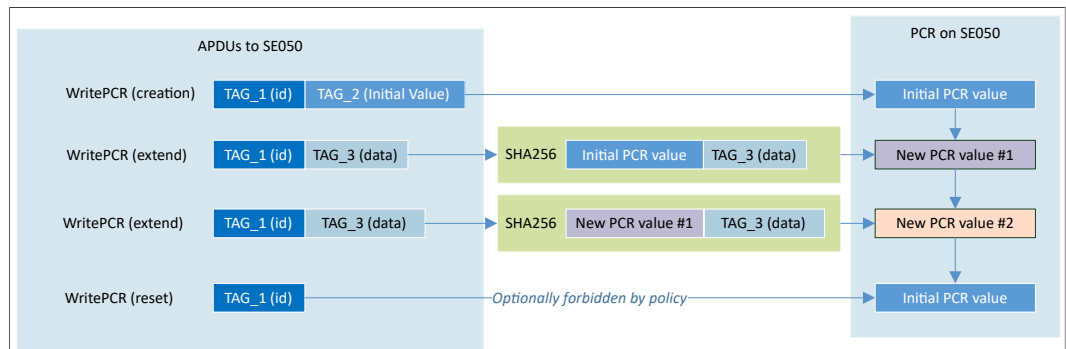 APDUs to SE050
PCR on SE050
WritePCR (creation) TAG_1 (id) TAG_2 (Initial Value) Initial PCR value
WritePCR (extend) TAG_1 (id) TAG_3 (data) SHA256 Initial PCR value TAG_3 (data) New PCR value #1
WritePCR (extend) TAG_1 (id) TAG_3 (data) SHA256 New PCR value #1 TAG_3 (data) New PCR value #2
WritePCR (reset) TAG_1 (id) Optionally forbidden by policy Initial PCR value